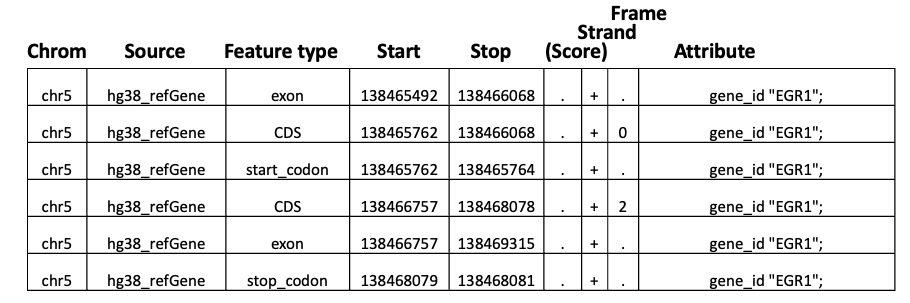 Frame
Strand
Chrom Source Feature type Start Stop (Score) Attribute
chr5 hg38_refGene exon 138465492 138466068 . + . gene_id "EGR1";
chr5 hg38_refGene CDS 138465762 138466068 . + 0 gene_id "EGR1";
chr5 hg38_refGene start_codon 138465762 138465764 . + . gene_id "EGR1";
chr5 hg38_refGene CDS 138466757 138468078 . + 2 gene_id "EGR1";
chr5 hg38_refGene exon 138466757 138469315 . + . gene_id "EGR1";
chr5 hg38_refGene stop_codon 138468079 138468081 . + . gene_id "EGR1";